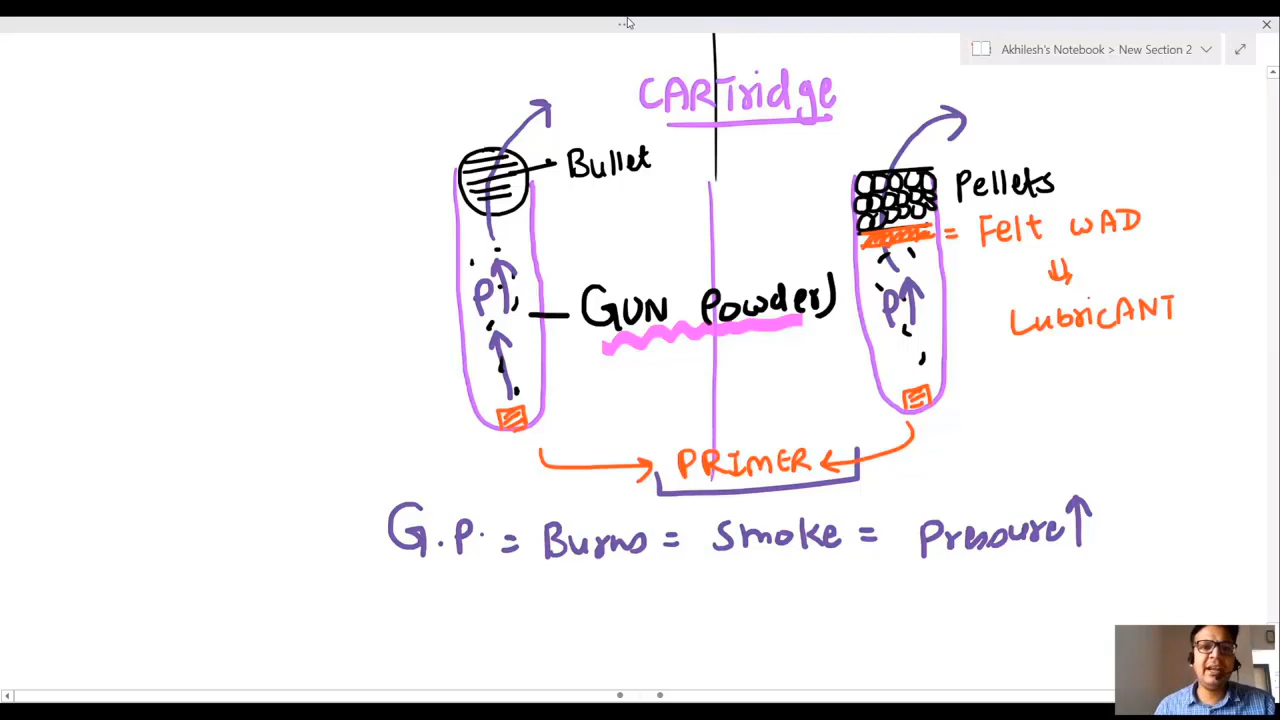 Akhilesh's Notebook > New Section 2
CARTridge
Bullet
Pellets
= Felt WAD
LubricANT
P
P
GUN Powder)
PRIMER
G.P. = Burns = Smoke = Pressure↑